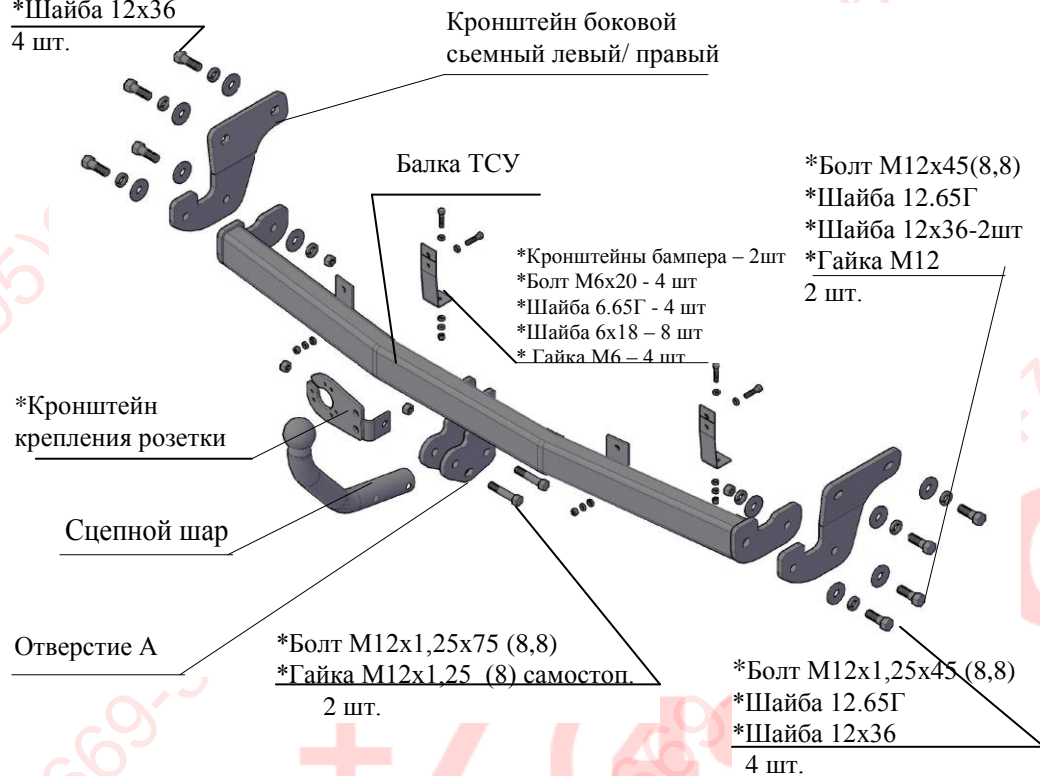 *Шайба 12х36
4 шт.
Кронштейн боковой
сьемный левый/ правый
Балка ТСУ
*Болт М12х45(8,8)
*Шайба 12.65Г
*Шайба 12х36-2шт
*Гайка М12
2 шт.
*Кронштейны бампера – 2шт
*Болт М6х20 - 4 шт
*Шайба 6.65Г - 4 шт
*Шайба 6х18 – 8 шт
* Гайка М6 – 4 шт
*Кронштейн
крепления розетки
Сцепной шар
Отверстие А
*Болт М12х1,25х75 (8,8)
*Гайка М12х1,25 (8) самостоп.
2 шт.
*Болт М12х1,25х45 (8,8)
*Шайба 12.65Г
*Шайба 12х36
4 шт.